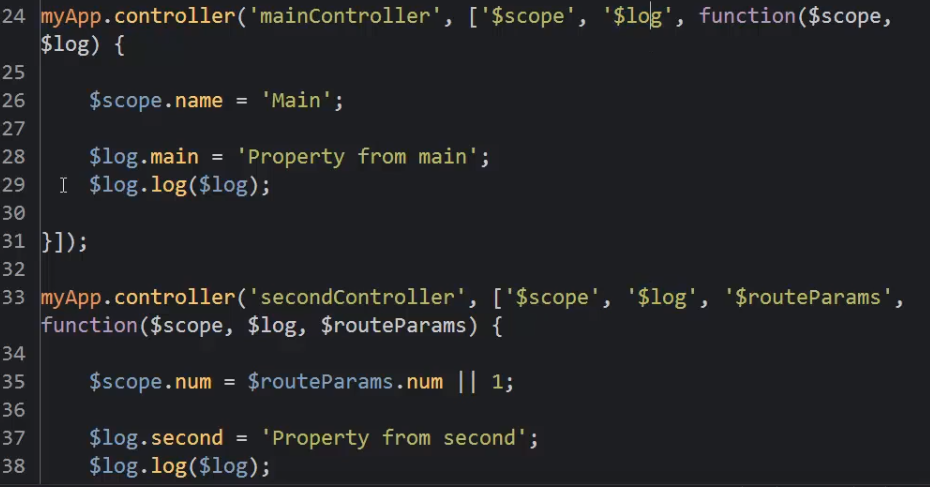 24 myApp.controller('mainController', ['$scope', '$log', function($scope,
$log) {
25
26 $scope.name = 'Main';
27
28 $log.main = 'Property from main';
29 $log.log($log);
30
31 }]);
32
33 myApp.controller('secondController', ['$scope', '$log', '$routeParams',
function($scope, $log, $routeParams) {
34
35 $scope.num = $routeParams.num || 1;
36
37 $log.second = 'Property from second';
38 $log.log($log);